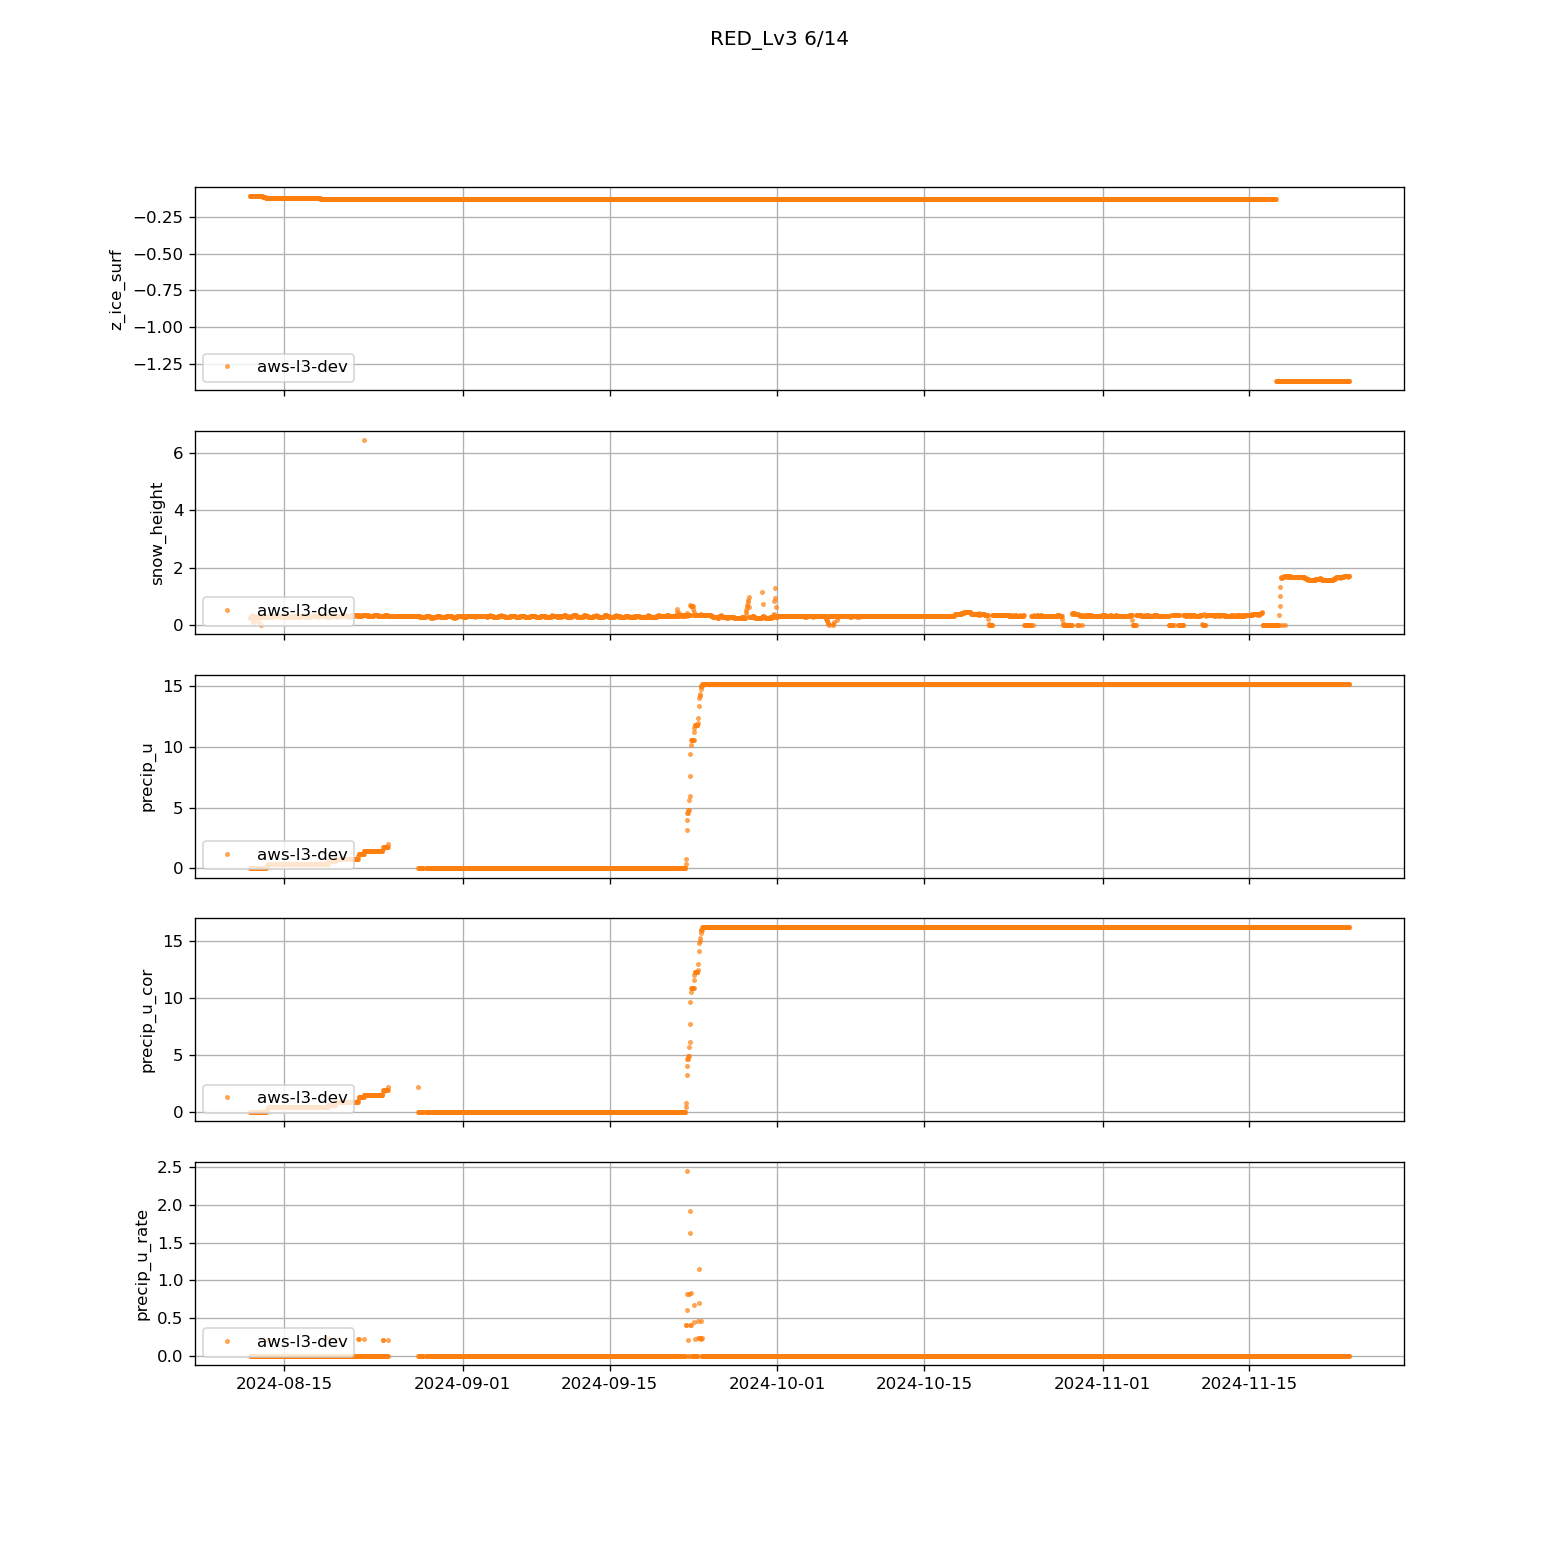 RED_Lv3 6/14
−0.25
−0.50
−0.75
−1.00
−1.25
z_ice_surf
aws-l3-dev
6
4
2
0
snow_height
aws-l3-dev
15
10
5
0
precip_u
aws-l3-dev
15
10
5
0
precip_u_cor
aws-l3-dev
2.5
2.0
1.5
1.0
0.5
0.0
precip_u_rate
aws-l3-dev
2024-08-15 2024-09-01 2024-09-15 2024-10-01 2024-10-15 2024-11-01 2024-11-15